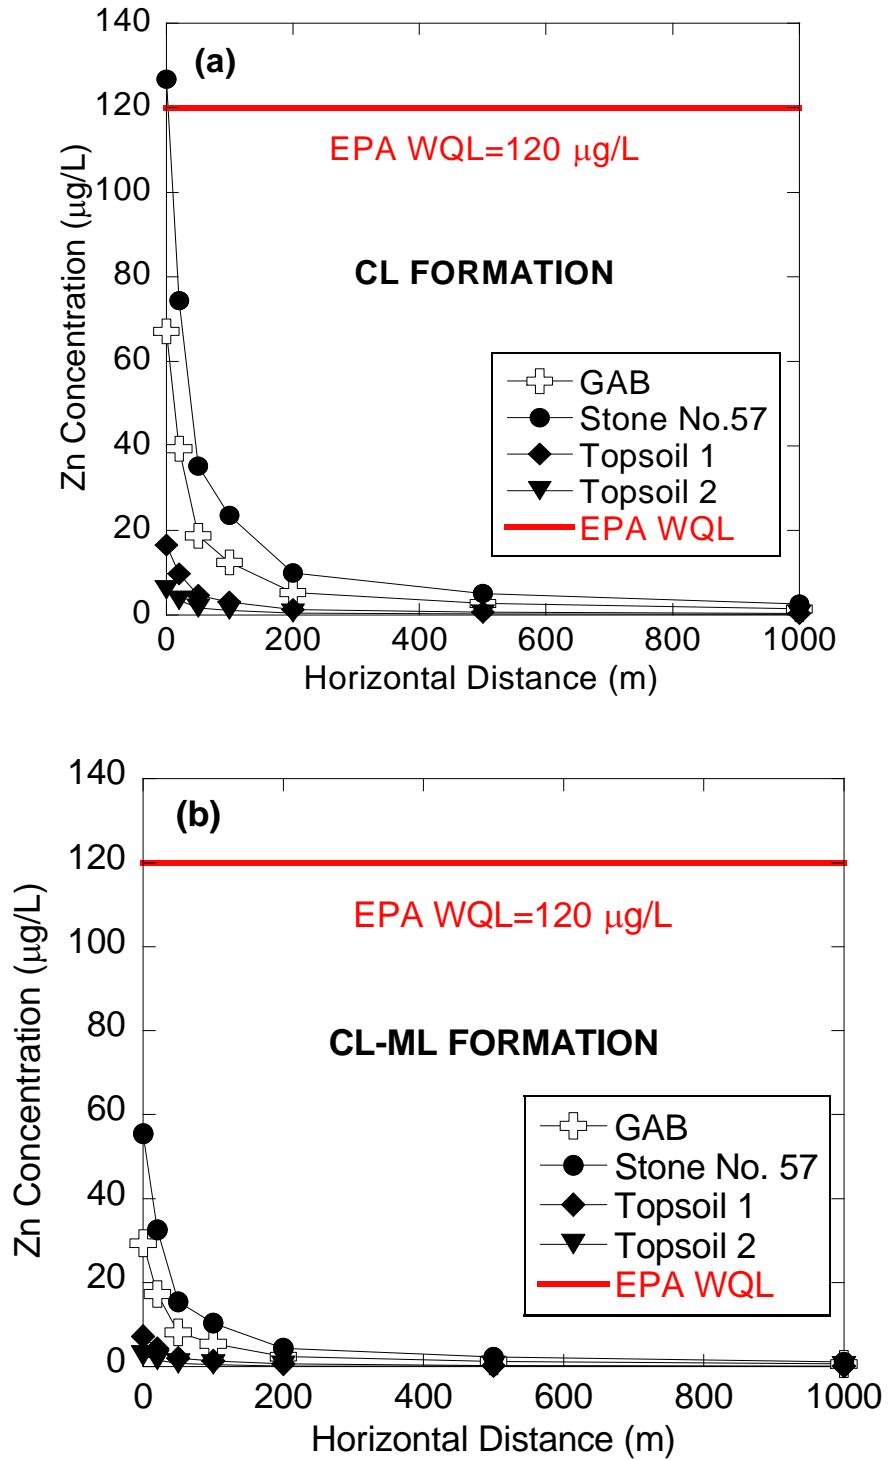 140
120
100
80
60
40
20
0
Zn Concentration (μg/L)
(a)
EPA WQL=120 μg/L
CL FORMATION
GAB
Stone No.57
Topsoil 1
Topsoil 2
EPA WQL
0 200 400 600 800 1000
Horizontal Distance (m)
140
120
100
80
60
40
20
0
Zn Concentration (μg/L)
(b)
EPA WQL=120 μg/L
CL-ML FORMATION
GAB
Stone No. 57
Topsoil 1
Topsoil 2
EPA WQL
0 200 400 600 800 1000
Horizontal Distance (m)